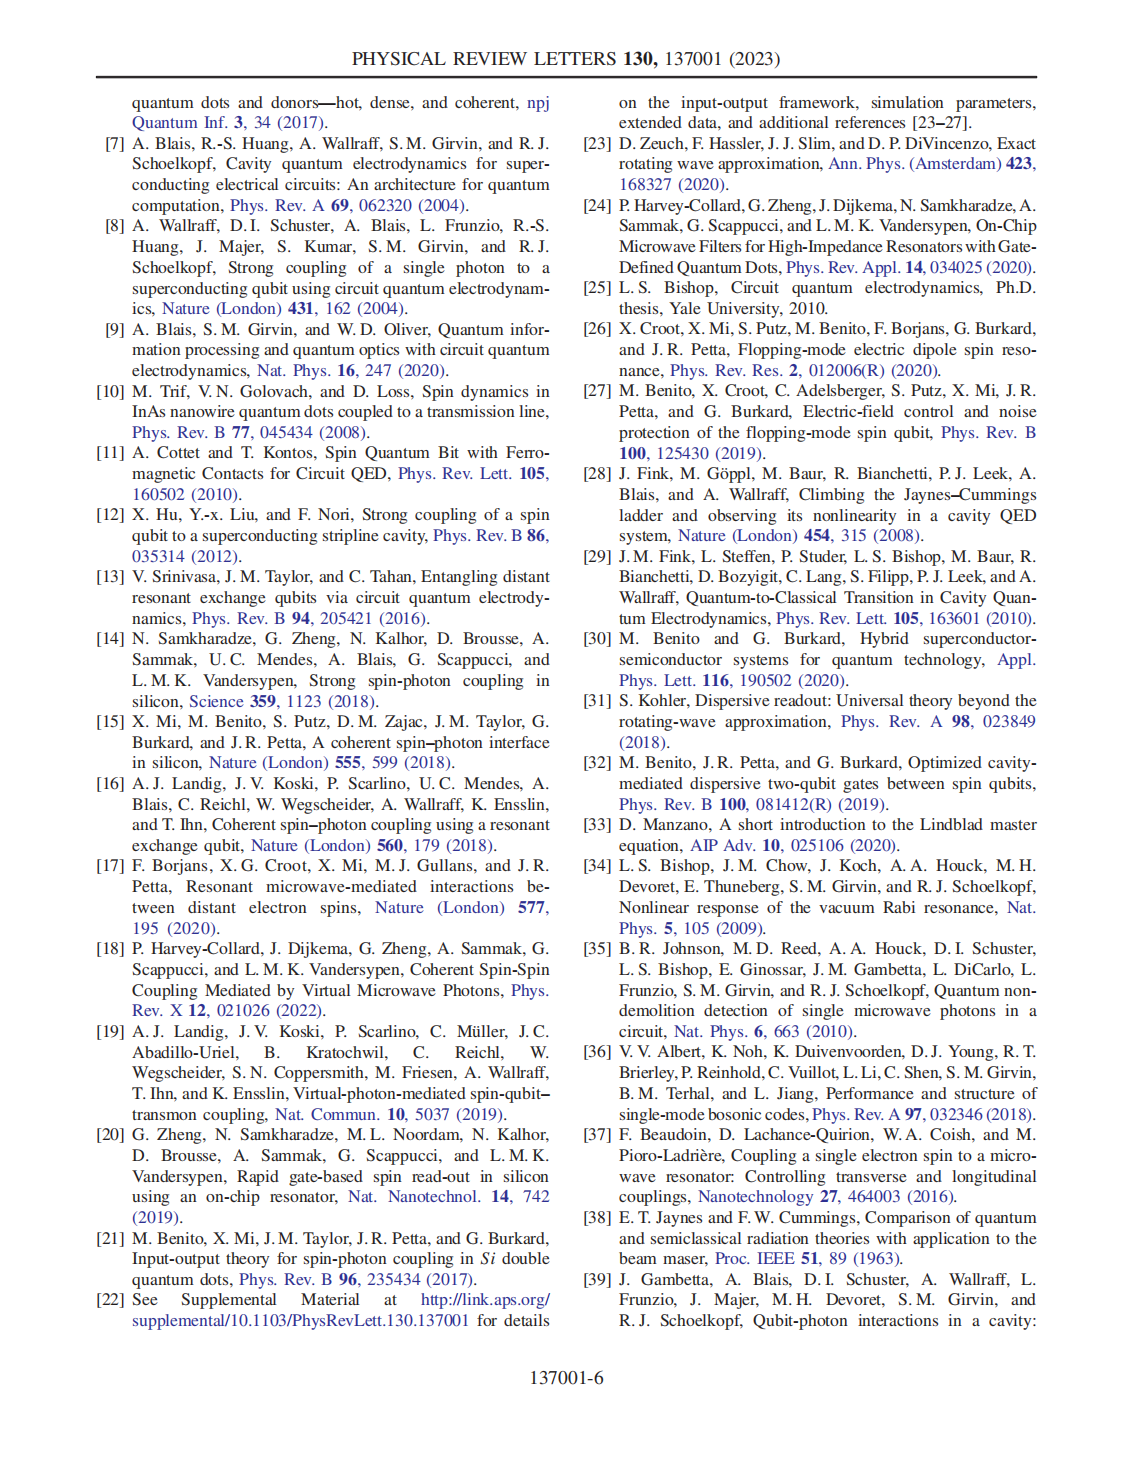 PHYSICAL REVIEW LETTERS 130, 137001 (2023)
quantum dots and donors—hot, dense, and coherent, npj
Quantum Inf. 3, 34 (2017).
[7] A. Blais, R.-S. Huang, A. Wallraff, S. M. Girvin, and R. J.
Schoelkopf, Cavity quantum electrodynamics for super-
conducting electrical circuits: An architecture for quantum
computation, Phys. Rev. A 69, 062320 (2004).
[8] A. Wallraff, D. I. Schuster, A. Blais, L. Frunzio, R.-S.
Huang, J. Majer, S. Kumar, S. M. Girvin, and R. J.
Schoelkopf, Strong coupling of a single photon to a
superconducting qubit using circuit quantum electrodynam-
ics, Nature (London) 431, 162 (2004).
[9] A. Blais, S. M. Girvin, and W. D. Oliver, Quantum infor-
mation processing and quantum optics with circuit quantum
electrodynamics, Nat. Phys. 16, 247 (2020).
[10] M. Trif, V. N. Golovach, and D. Loss, Spin dynamics in
InAs nanowire quantum dots coupled to a transmission line,
Phys. Rev. B 77, 045434 (2008).
[11] A. Cottet and T. Kontos, Spin Quantum Bit with Ferro-
magnetic Contacts for Circuit QED, Phys. Rev. Lett. 105,
160502 (2010).
[12] X. Hu, Y.-x. Liu, and F. Nori, Strong coupling of a spin
qubit to a superconducting stripline cavity, Phys. Rev. B 86,
035314 (2012).
[13] V. Srinivasa, J. M. Taylor, and C. Tahan, Entangling distant
resonant exchange qubits via circuit quantum electrody-
namics, Phys. Rev. B 94, 205421 (2016).
[14] N. Samkharadze, G. Zheng, N. Kalhor, D. Brousse, A.
Sammak, U. C. Mendes, A. Blais, G. Scappucci, and
L. M. K. Vandersypen, Strong spin-photon coupling in
silicon, Science 359, 1123 (2018).
[15] X. Mi, M. Benito, S. Putz, D. M. Zajac, J. M. Taylor, G.
Burkard, and J. R. Petta, A coherent spin–photon interface
in silicon, Nature (London) 555, 599 (2018).
[16] A. J. Landig, J. V. Koski, P. Scarlino, U. C. Mendes, A.
Blais, C. Reichl, W. Wegscheider, A. Wallraff, K. Ensslin,
and T. Ihn, Coherent spin–photon coupling using a resonant
exchange qubit, Nature (London) 560, 179 (2018).
[17] F. Borjans, X. G. Croot, X. Mi, M. J. Gullans, and J. R.
Petta, Resonant microwave-mediated interactions be-
tween distant electron spins, Nature (London) 577,
195 (2020).
[18] P. Harvey-Collard, J. Dijkema, G. Zheng, A. Sammak, G.
Scappucci, and L. M. K. Vandersypen, Coherent Spin-Spin
Coupling Mediated by Virtual Microwave Photons, Phys.
Rev. X 12, 021026 (2022).
[19] A. J. Landig, J. V. Koski, P. Scarlino, C. Müller, J. C.
Abadillo-Uriel, B. Kratochwil, C. Reichl, W.
Wegscheider, S. N. Coppersmith, M. Friesen, A. Wallraff,
T. Ihn, and K. Ensslin, Virtual-photon-mediated spin-qubit–
transmon coupling, Nat. Commun. 10, 5037 (2019).
[20] G. Zheng, N. Samkharadze, M. L. Noordam, N. Kalhor,
D. Brousse, A. Sammak, G. Scappucci, and L. M. K.
Vandersypen, Rapid gate-based spin read-out in silicon
using an on-chip resonator, Nat. Nanotechnol. 14, 742
(2019).
[21] M. Benito, X. Mi, J. M. Taylor, J. R. Petta, and G. Burkard,
Input-output theory for spin-photon coupling in Si double
quantum dots, Phys. Rev. B 96, 235434 (2017).
[22] See Supplemental Material at http://link.aps.org/
supplemental/10.1103/PhysRevLett.130.137001 for details
on the input-output framework, simulation parameters,
extended data, and additional references [23–27].
[23] D. Zeuch, F. Hassler, J. J. Slim, and D. P. DiVincenzo, Exact
rotating wave approximation, Ann. Phys. (Amsterdam) 423,
168327 (2020).
[24] P. Harvey-Collard, G. Zheng, J. Dijkema, N. Samkharadze, A.
Sammak, G. Scappucci, and L. M. K. Vandersypen, On-Chip
Microwave Filters for High-Impedance Resonators with Gate-
Defined Quantum Dots, Phys. Rev. Appl. 14, 034025 (2020).
[25] L. S. Bishop, Circuit quantum electrodynamics, Ph.D.
thesis, Yale University, 2010.
[26] X. Croot, X. Mi, S. Putz, M. Benito, F. Borjans, G. Burkard,
and J. R. Petta, Flopping-mode electric dipole spin reso-
nance, Phys. Rev. Res. 2, 012006(R) (2020).
[27] M. Benito, X. Croot, C. Adelsberger, S. Putz, X. Mi, J. R.
Petta, and G. Burkard, Electric-field control and noise
protection of the flopping-mode spin qubit, Phys. Rev. B
100, 125430 (2019).
[28] J. Fink, M. Göppl, M. Baur, R. Bianchetti, P. J. Leek, A.
Blais, and A. Wallraff, Climbing the Jaynes–Cummings
ladder and observing its nonlinearity in a cavity QED
system, Nature (London) 454, 315 (2008).
[29] J. M. Fink, L. Steffen, P. Studer, L. S. Bishop, M. Baur, R.
Bianchetti, D. Bozyigit, C. Lang, S. Filipp, P. J. Leek, and A.
Wallraff, Quantum-to-Classical Transition in Cavity Quan-
tum Electrodynamics, Phys. Rev. Lett. 105, 163601 (2010).
[30] M. Benito and G. Burkard, Hybrid superconductor-
semiconductor systems for quantum technology, Appl.
Phys. Lett. 116, 190502 (2020).
[31] S. Kohler, Dispersive readout: Universal theory beyond the
rotating-wave approximation, Phys. Rev. A 98, 023849
(2018).
[32] M. Benito, J. R. Petta, and G. Burkard, Optimized cavity-
mediated dispersive two-qubit gates between spin qubits,
Phys. Rev. B 100, 081412(R) (2019).
[33] D. Manzano, A short introduction to the Lindblad master
equation, AIP Adv. 10, 025106 (2020).
[34] L. S. Bishop, J. M. Chow, J. Koch, A. A. Houck, M. H.
Devoret, E. Thuneberg, S. M. Girvin, and R. J. Schoelkopf,
Nonlinear response of the vacuum Rabi resonance, Nat.
Phys. 5, 105 (2009).
[35] B. R. Johnson, M. D. Reed, A. A. Houck, D. I. Schuster,
L. S. Bishop, E. Ginossar, J. M. Gambetta, L. DiCarlo, L.
Frunzio, S. M. Girvin, and R. J. Schoelkopf, Quantum non-
demolition detection of single microwave photons in a
circuit, Nat. Phys. 6, 663 (2010).
[36] V. V. Albert, K. Noh, K. Duivenvoorden, D. J. Young, R. T.
Brierley, P. Reinhold, C. Vuillot, L. Li, C. Shen, S. M. Girvin,
B. M. Terhal, and L. Jiang, Performance and structure of
single-mode bosonic codes, Phys. Rev. A 97, 032346 (2018).
[37] F. Beaudoin, D. Lachance-Quirion, W. A. Coish, and M.
Pioro-Ladrière, Coupling a single electron spin to a micro-
wave resonator: Controlling transverse and longitudinal
couplings, Nanotechnology 27, 464003 (2016).
[38] E. T. Jaynes and F. W. Cummings, Comparison of quantum
and semiclassical radiation theories with application to the
beam maser, Proc. IEEE 51, 89 (1963).
[39] J. Gambetta, A. Blais, D. I. Schuster, A. Wallraff, L.
Frunzio, J. Majer, M. H. Devoret, S. M. Girvin, and
R. J. Schoelkopf, Qubit-photon interactions in a cavity:
137001-6